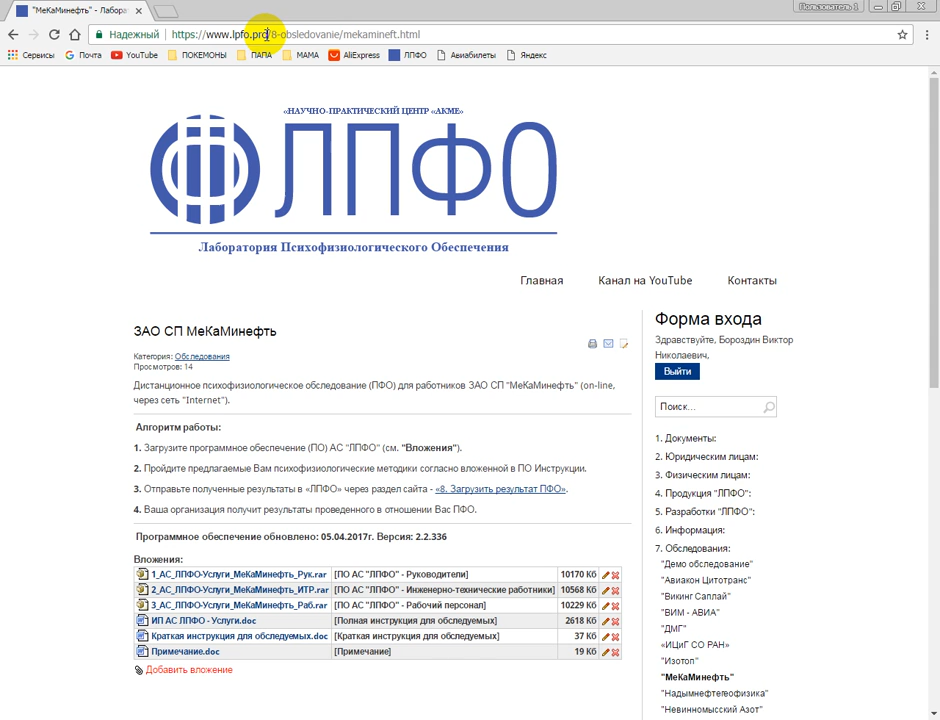 "МеКаМинефть" - Лабора
Пользователь 1
Надежный
https://www.lpfo.pro/8-obsledovanie/mekamineft.html
Сервисы
Почта
YouTube
ПОКЕМОНЫ
ПАПА
МАМА
AliExpress
ЛПФО
Авиабилеты
Яндекс
«НАУЧНО-ПРАКТИЧЕСКИЙ ЦЕНТР «АКМЕ»
ЛПФО
Лаборатория Психофизиологического Обеспечения
Главная
Канал на YouTube
Контакты
ЗАО СП МеКаМинефть
Категория: Обследования
Просмотров: 14
Дистанционное психофизиологическое обследование (ПФО) для работников ЗАО СП "МеКаМинефть" (on-line,
через сеть "Internet").
Алгоритм работы:
1. Загрузите программное обеспечение (ПО) АС "ЛПФО" (см. "Вложения").
2. Пройдите предлагаемые Вам психофизиологические методики согласно вложенной в ПО Инструкции.
3. Отправьте полученные результаты в «ЛПФО» через раздел сайта - «8. Загрузить результат ПФО».
4. Ваша организация получит результаты проведенного в отношении Вас ПФО.
Программное обеспечение обновлено: 05.04.2017г. Версия: 2.2.336
Вложения:
1_АС_ЛПФО-Услуги_МеКаМинефть_Рук.rar [ПО АС "ЛПФО" - Руководители] 10170 Кб
2_АС_ЛПФО-Услуги_МеКаМинефть_ИТР.rar [ПО АС "ЛПФО" - Инженерно-технические работники] 10568 Кб
3_АС_ЛПФО-Услуги_МеКаМинефть_Раб.rar [ПО АС "ЛПФО" - Рабочий персонал] 10229 Кб
ИП АС ЛПФО - Услуги.doc [Полная инструкция для обследуемых] 2618 Кб
Краткая инструкция для обследуемых.doc [Краткая инструкция для обследуемых] 37 Кб
Примечание.doc [Примечание] 19 Кб
Добавить вложение
Форма входа
Здравствуйте, Бороздин Виктор
Николаевич,
Выйти
Поиск...
1. Документы:
2. Юридическим лицам:
3. Физическим лицам:
4. Продукция "ЛПФО":
5. Разработки "ЛПФО":
6. Информация:
7. Обследования:
"Демо обследование"
"Авиакон Цитотранс"
"Викинг Саплай"
"ВИМ - АВИА"
"ДМГ"
«ИЦиГ СО РАН»
"Изотоп"
"МеКаМинефть"
"Надымнефтегеофизика"
"Невинномысский Азот"